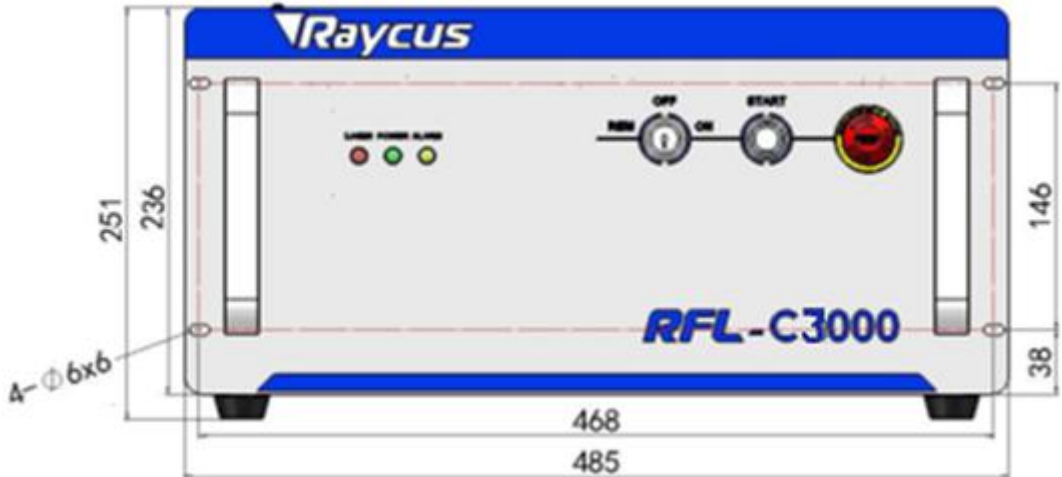 Raycus
OFF START
REM ON
LASER POWER ALARM
251
236
146
RFL-C3000
38
4-Φ6x6
468
485